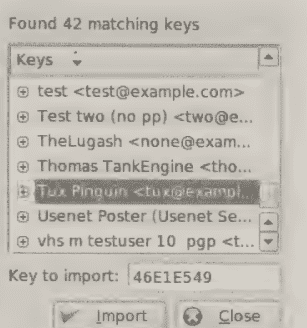 Found 42 matching keys
Keys
test <test@example.com>
Test two (no pp) <two@e...
TheLugash <none@exam...
Thomas TankEngine <tho...
Tux Pinguin <tux@exampl...
Usenet Poster (Usenet Se...
vhs m testuser 10 pgp <t...
Key to import: 46E1E549
Import Close